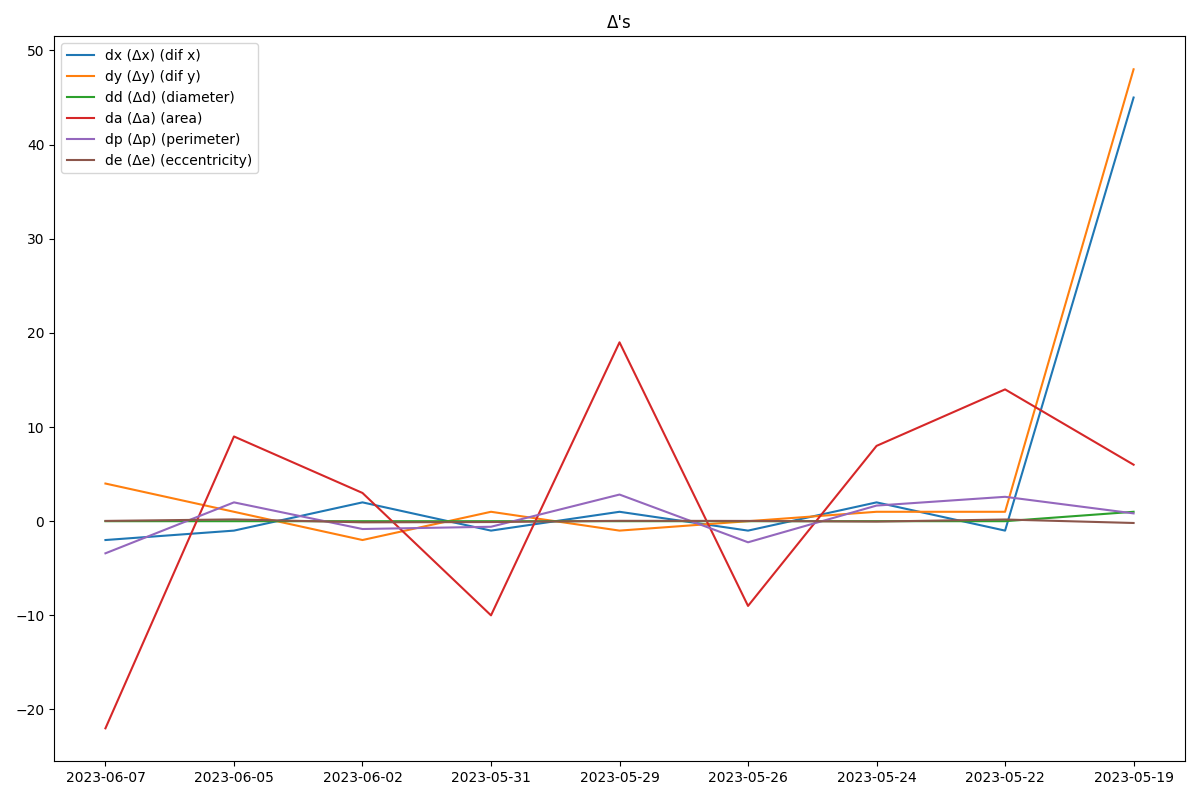 Δ's
dx (Δx) (dif x)
dy (Δy) (dif y)
dd (Δd) (diameter)
da (Δa) (area)
dp (Δp) (perimeter)
de (Δe) (eccentricity)
50
40
30
20
10
0
−10
−20
2023-06-07 2023-06-05 2023-06-02 2023-05-31 2023-05-29 2023-05-26 2023-05-24 2023-05-22 2023-05-19